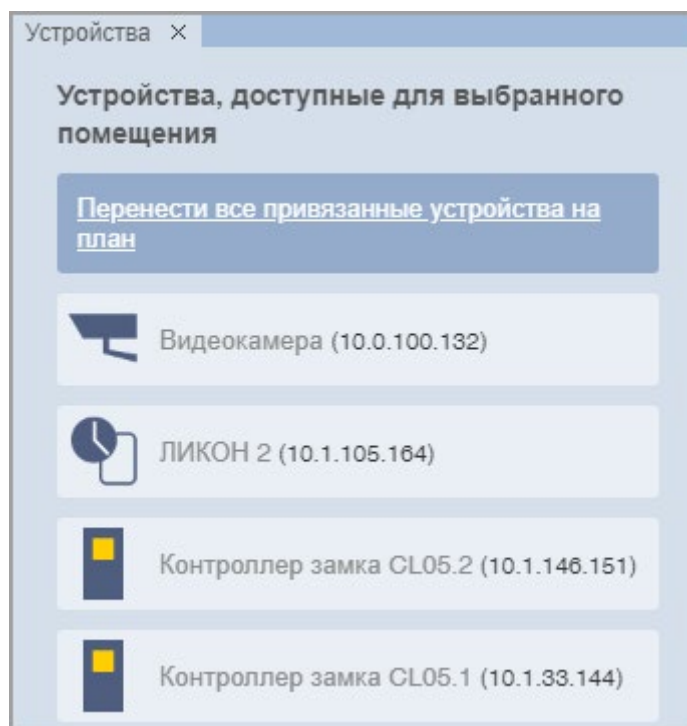 Устройства ×
Устройства, доступные для выбранного
помещения
Перенести все привязанные устройства на
план
Видеокамера (10.0.100.132)
ЛИКОН 2 (10.1.105.164)
Контроллер замка CL05.2 (10.1.146.151)
Контроллер замка CL05.1 (10.1.33.144)